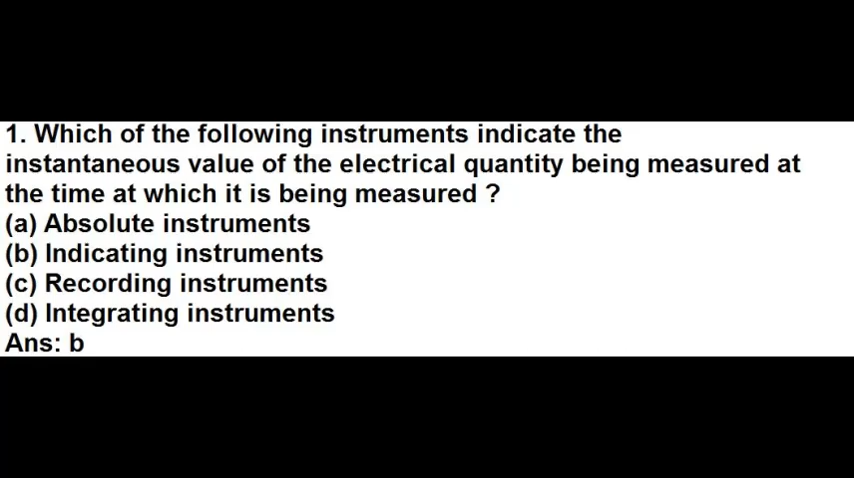 1. Which of the following instruments indicate the
instantaneous value of the electrical quantity being measured at
the time at which it is being measured ?
(a) Absolute instruments
(b) Indicating instruments
(c) Recording instruments
(d) Integrating instruments
Ans: b